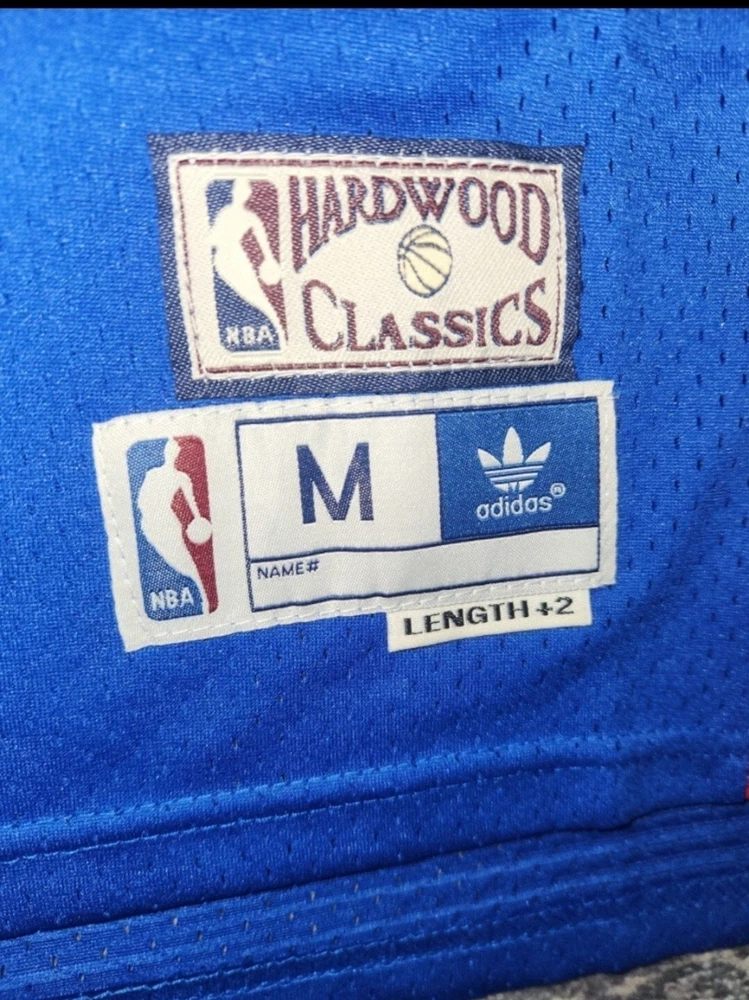 HARDWOOD
NBA
CLASSICS
M
adidas®
NAME#
NBA
LENGTH +2